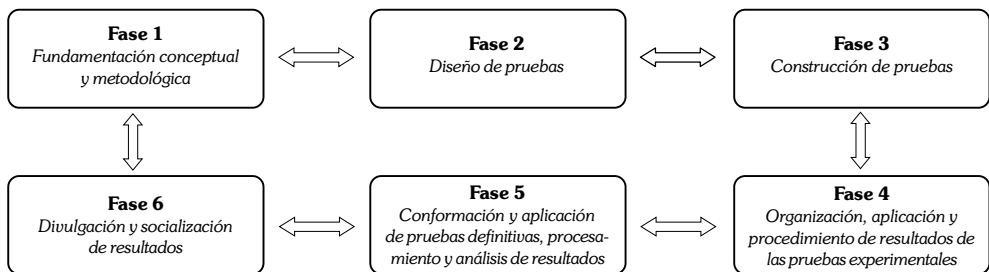 Fase 1
Fundamentación conceptual
y metodológica
Fase 2
Diseño de pruebas
Fase 3
Construcción de pruebas
Fase 6
Divulgación y socialización
de resultados
Fase 5
Conformación y aplicación
de pruebas definitivas, procesa-
miento y análisis de resultados
Fase 4
Organización, aplicación y
procedimiento de resultados de
las pruebas experimentales